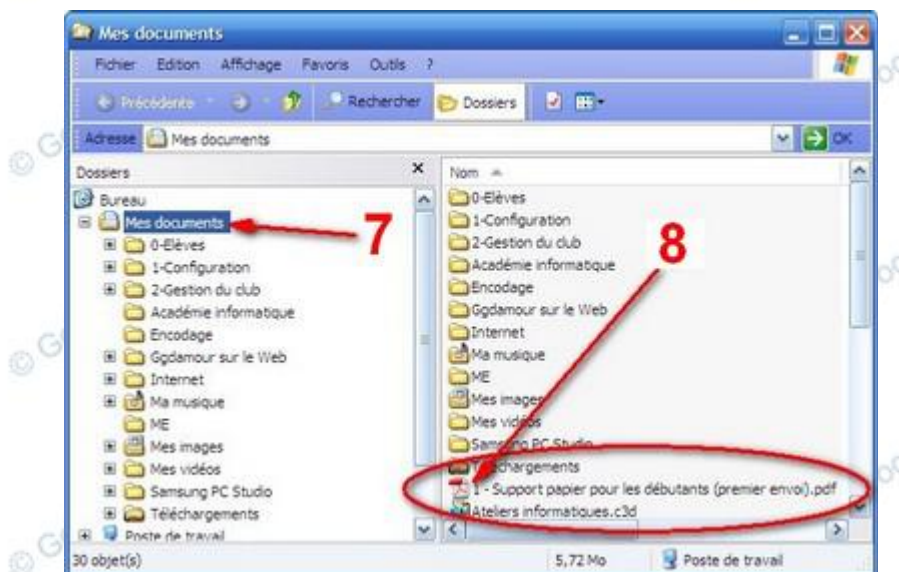 Mes documents
Fichier Edition Affichage Favoris Outils ?
Précédente Rechercher Dossiers
Adresse Mes documents OK
Dossiers
Bureau
Mes documents
0-Elèves
1-Configuration
2-Gestion du club
Académie informatique
Encodage
Ggdamour sur le Web
Internet
Ma musique
ME
Mes images
Mes vidéos
Samsung PC Studio
Téléchargements
Poste de travail
7
Nom
0-Elèves
1-Configuration
2-Gestion du club
Académie informatique
Encodage
Ggdamour sur le Web
Internet
Ma musique
ME
Mes images
Mes vidéos
Samsung PC Studio
Téléchargements
1 - Support papier pour les débutants (premier envoi).pdf
Ateliers informatiques.c3d
8
30 objet(s) 5,72 Mo Poste de travail